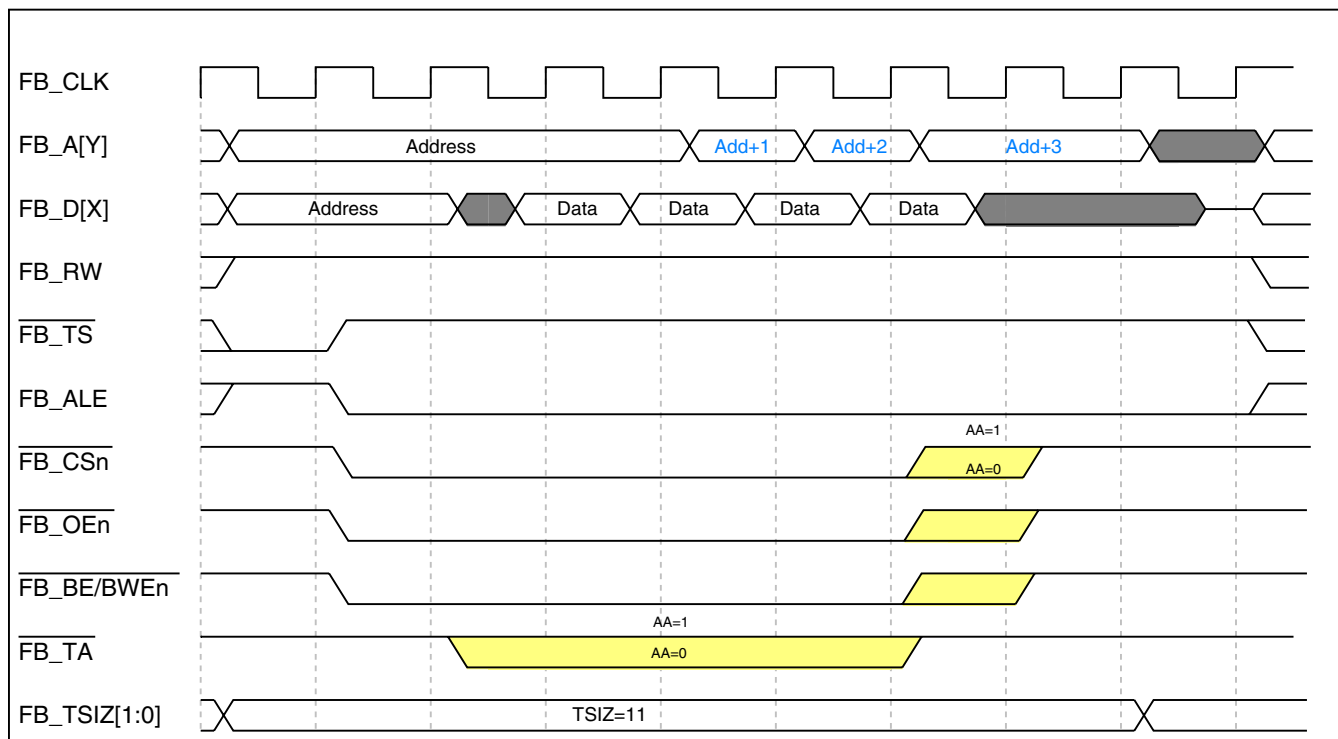 FB_CLK
FB_A[Y] Address Add+1 Add+2 Add+3
FB_D[X] Address Data Data Data Data
FB_RW
FB_TS
FB_ALE
AA=1
FB_CSn AA=0
FB_OEn
FB_BE/BWEn
AA=1
FB_TA AA=0
FB_TSIZ[1:0] TSIZ=11